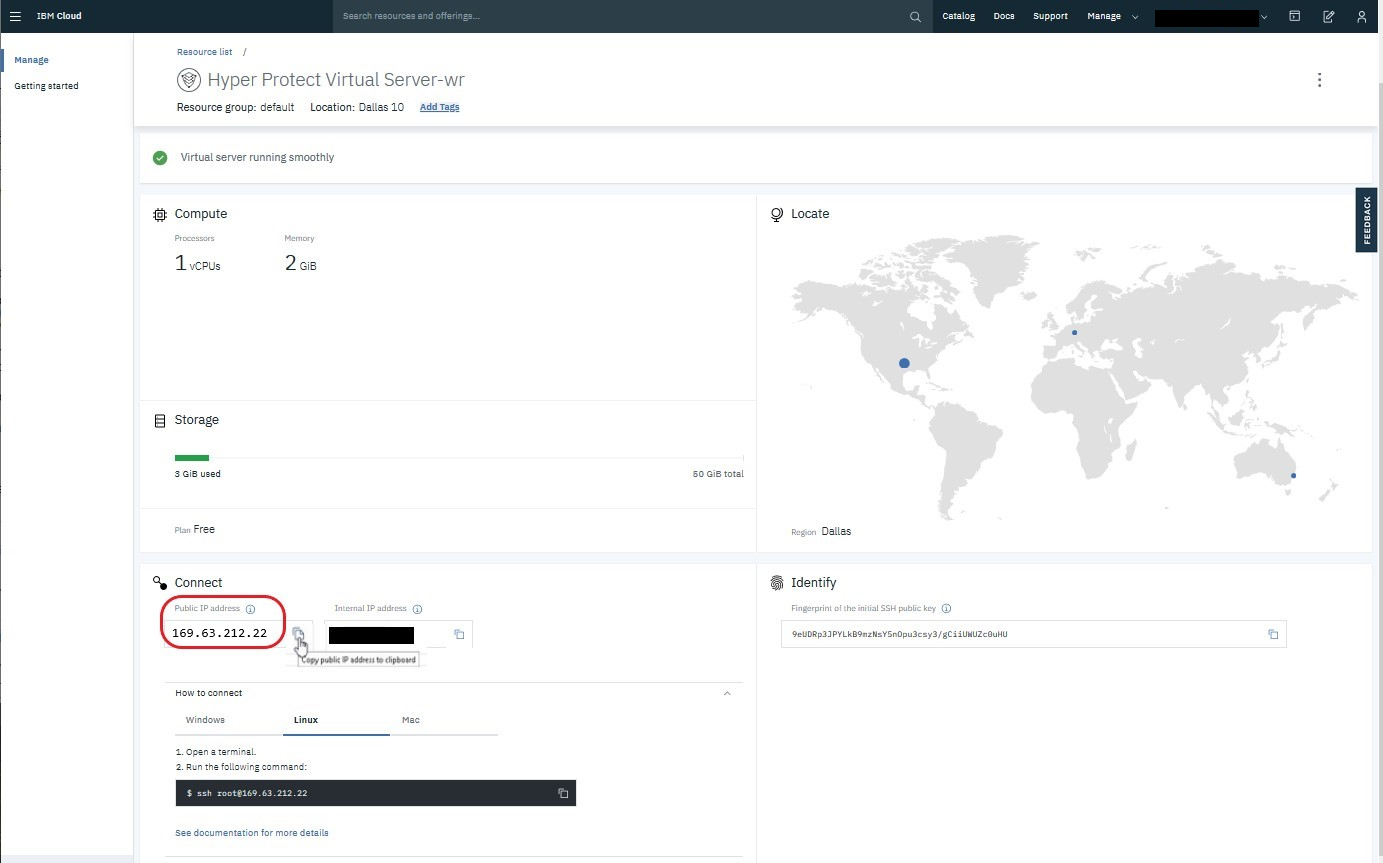 IBM Cloud
Search resources and offerings...
Catalog Docs Support Manage
Manage
Getting started
Resource list /
Hyper Protect Virtual Server-wr
Resource group: default Location: Dallas 10 Add Tags
Virtual server running smoothly
FEEDBACK
Compute
Processors Memory
1 vCPUs 2 GiB
Locate
Storage
3 GiB used 50 GiB total
Plan Free
Region Dallas
Connect
Public IP address Internal IP address
169.63.212.22
Copy public IP address to clipboard
Identify
Fingerprint of the initial SSH public key
9eUDRp3JPYLkB9mzNsY5nOpu3csy3/gCiiUWUZc0uHU
How to connect
Windows Linux Mac
1. Open a terminal.
2. Run the following command:
$ ssh root@169.63.212.22
See documentation for more details